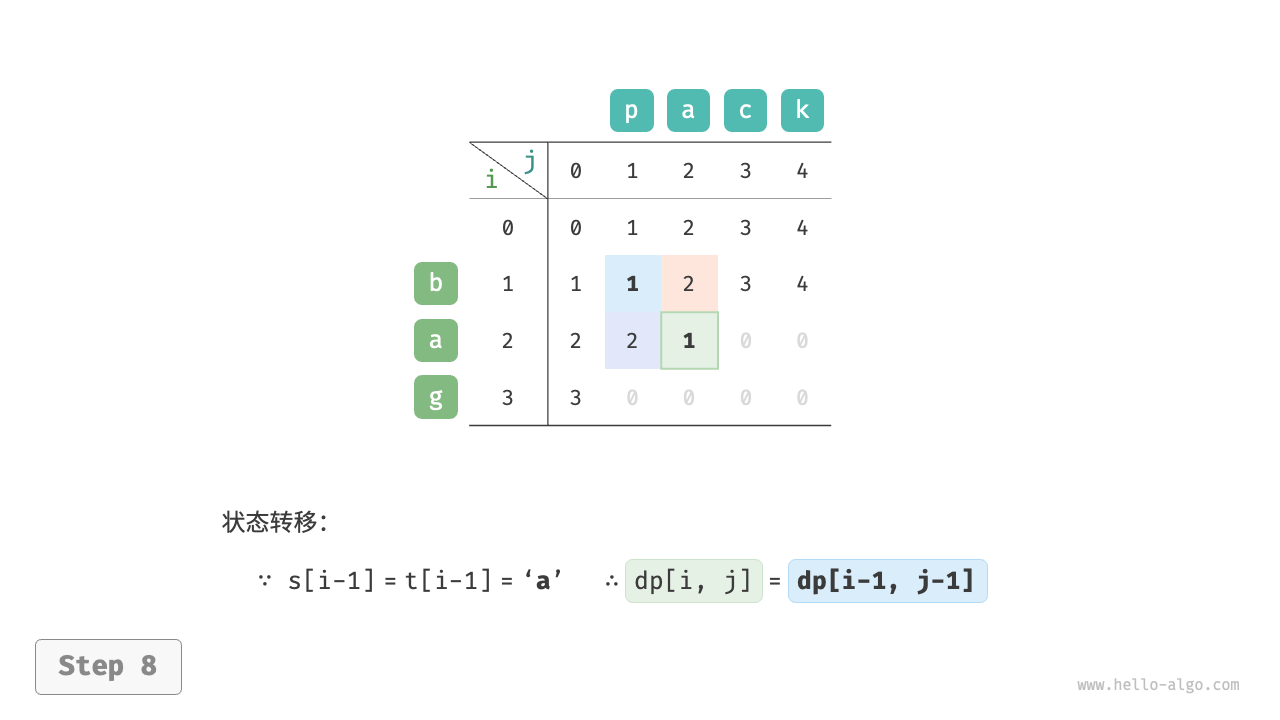 p a c k
j
i
0 1 2 3 4
0 0 1 2 3 4
b 1 1 1 2 3 4
a 2 2 2 1 0 0
g 3 3 0 0 0 0
状态转移：
∵ s[i-1] = t[i-1] = ‘a’ ∴ dp[i, j] = dp[i-1, j-1]
Step 8
www.hello-algo.com